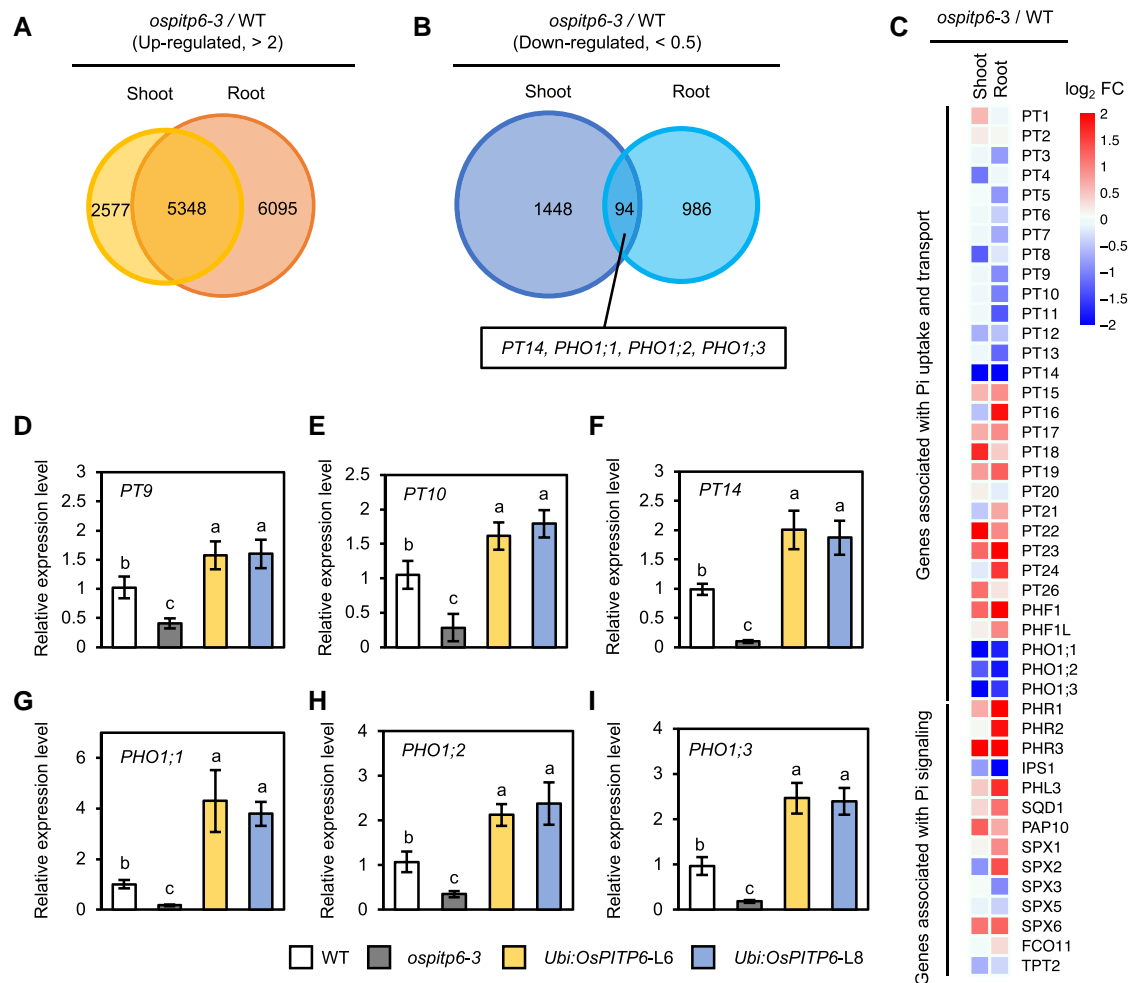 A
ospitp6-3 / WT
(Up-regulated, > 2)
Shoot
Root
2577
5348
6095
B
ospitp6-3 / WT
(Down-regulated, < 0.5)
Shoot
Root
1448
94
986
PT14, PHO1;1, PHO1;2, PHO1;3
C
ospitp6-3 / WT
Shoot
Root
log2 FC
2
1.5
1
0.5
0
−0.5
−1
−1.5
−2
Genes associated with Pi uptake and transport
PT1
PT2
PT3
PT4
PT5
PT6
PT7
PT8
PT9
PT10
PT11
PT12
PT13
PT14
PT15
PT16
PT17
PT18
PT19
PT20
PT21
PT22
PT23
PT24
PT26
PHF1
PHF1L
PHO1;1
PHO1;2
PHO1;3
Genes associated with Pi signaling
PHR1
PHR2
PHR3
IPS1
PHL3
SQD1
PAP10
SPX1
SPX2
SPX3
SPX5
SPX6
FCO11
TPT2
D
Relative expression level
3
2.5
2
1.5
1
0.5
0
PT9
b
c
a
a
E
Relative expression level
2.5
2.0
1.5
1.0
0.5
0
PT10
b
c
a
a
F
Relative expression level
3
2.5
2
1.5
1
0.5
0
PT14
b
c
a
a
G
Relative expression level
6
4
2
0
PHO1;1
b
c
a
a
H
Relative expression level
4
3
2
1
0
PHO1;2
b
c
a
a
I
Relative expression level
4
3
2
1
0
PHO1;3
b
c
a
a
WT
ospitp6-3
Ubi:OsPITP6-L6
Ubi:OsPITP6-L8